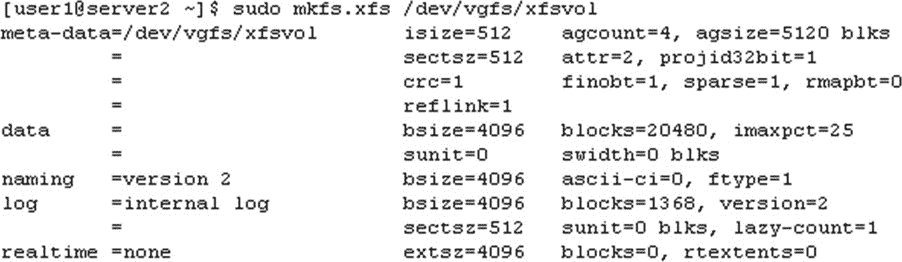 [user1@server2 ~]$ sudo mkfs.xfs /dev/vgfs/xfsvol
meta-data=/dev/vgfs/xfsvol isize=512 agcount=4, agsize=5120 blks
= sectsz=512 attr=2, projid32bit=1
= crc=1 finobt=1, sparse=1, rmapbt=0
= reflink=1
data = bsize=4096 blocks=20480, imaxpct=25
= sunit=0 swidth=0 blks
naming =version 2 bsize=4096 ascii-ci=0, ftype=1
log =internal log bsize=4096 blocks=1368, version=2
= sectsz=512 sunit=0 blks, lazy-count=1
realtime =none extsz=4096 blocks=0, rtextents=0